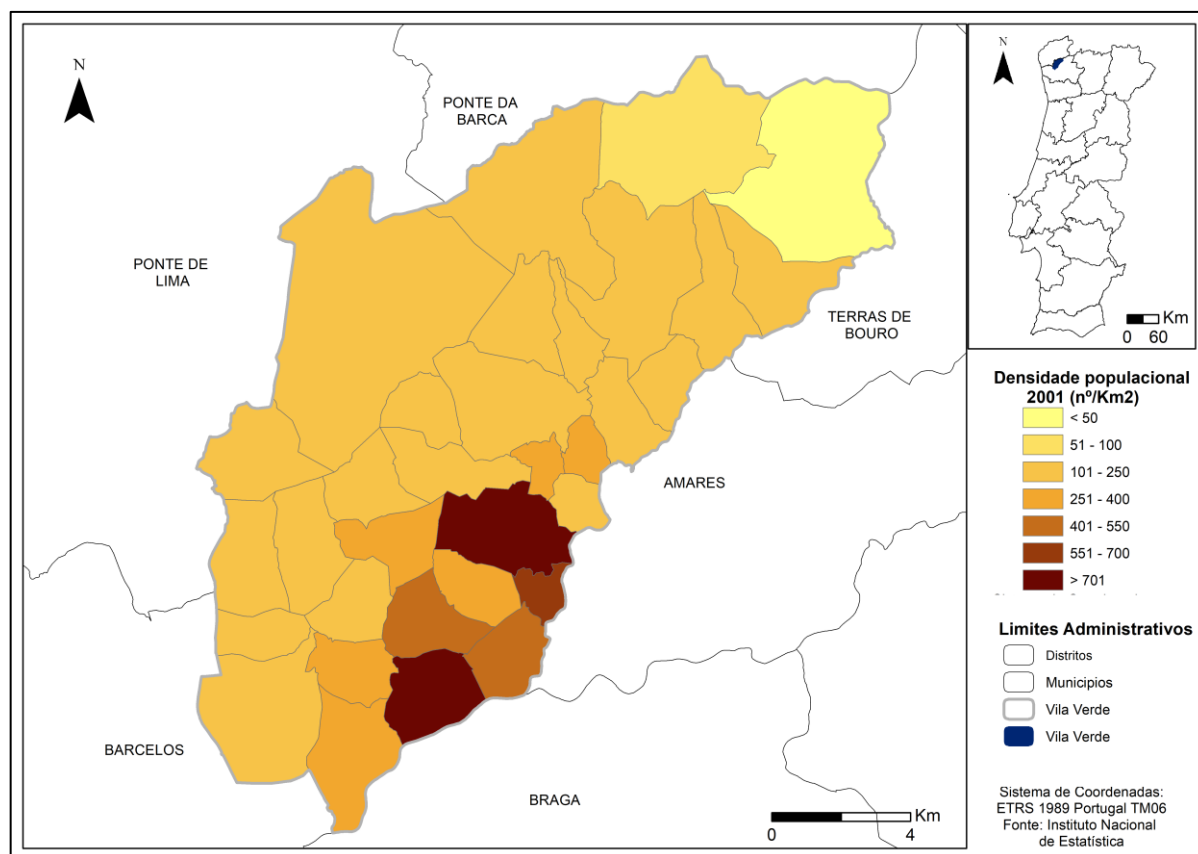 N
PONTE DA
BARCA
PONTE DE
LIMA
TERRAS DE
BOURO
AMARES
BARCELOS
BRAGA
Km
0 4
N
Km
0 60
Densidade populacional
2001 (nº/Km2)
< 50
51 - 100
101 - 250
251 - 400
401 - 550
551 - 700
> 701
Limites Administrativos
Distritos
Municipios
Vila Verde
Vila Verde
Sistema de Coordenadas:
ETRS 1989 Portugal TM06
Fonte: Instituto Nacional
de Estatística